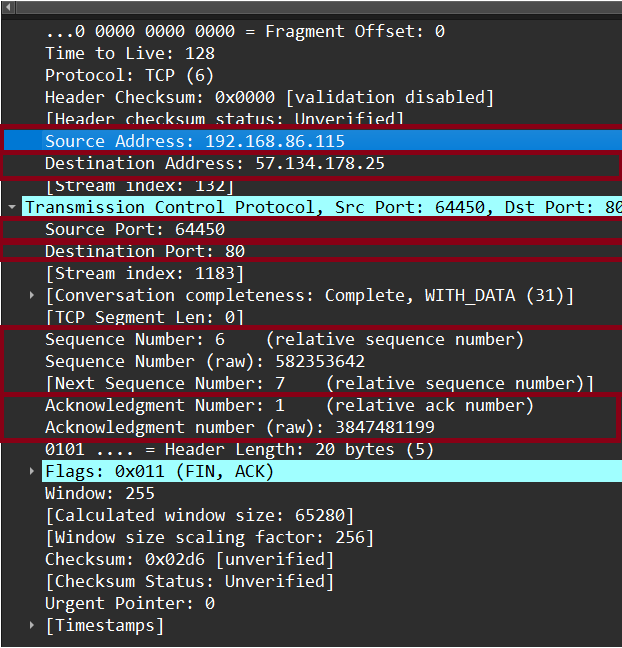 ...0 0000 0000 0000 = Fragment Offset: 0
Time to Live: 128
Protocol: TCP (6)
Header Checksum: 0x0000 [validation disabled]
[Header checksum status: Unverified]
Source Address: 192.168.86.115
Destination Address: 57.134.178.25
[Stream index: 132]
Transmission Control Protocol, Src Port: 64450, Dst Port: 80
Source Port: 64450
Destination Port: 80
[Stream index: 1183]
[Conversation completeness: Complete, WITH_DATA (31)]
[TCP Segment Len: 0]
Sequence Number: 6    (relative sequence number)
Sequence Number (raw): 582353642
[Next Sequence Number: 7    (relative sequence number)]
Acknowledgment Number: 1    (relative ack number)
Acknowledgment number (raw): 3847481199
0101 .... = Header Length: 20 bytes (5)
Flags: 0x011 (FIN, ACK)
Window: 255
[Calculated window size: 65280]
[Window size scaling factor: 256]
Checksum: 0x02d6 [unverified]
[Checksum Status: Unverified]
Urgent Pointer: 0
[Timestamps]